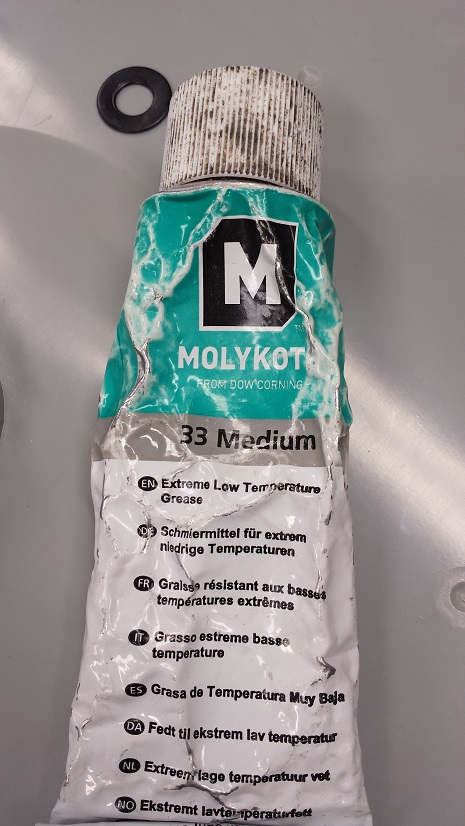 M
MOLYKOT
FROM DOW CORNING
33 Medium
EN Extreme Low Temperature
Grease
DE Schmiermittel für extrem
niedrige Temperaturen
FR Graisse résistant aux basses
températures extrêmes
IT Grasso estreme basse
temperature
ES Grasa de Temperatura Muy Baja
DA Fedt til ekstrem lav temperatur
NL Extreem lage temperatuur vet
NO Ekstremt lavtemperaturfett